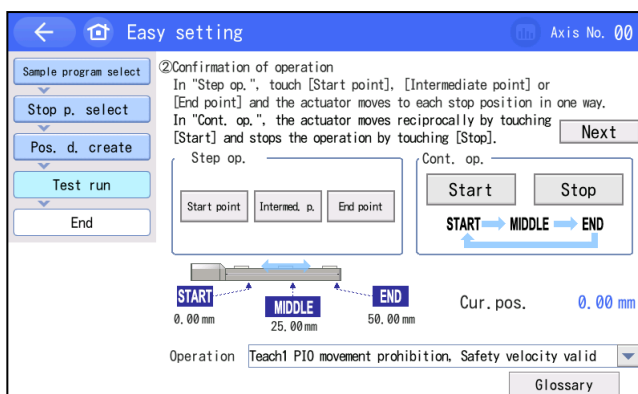 Easy setting
Axis No. 00
Sample program select
Stop p. select
Pos. d. create
Test run
End
②Confirmation of operation
In "Step op.", touch [Start point], [Intermediate point] or
[End point] and the actuator moves to each stop position in one way.
In "Cont. op.", the actuator moves reciprocally by touching
[Start] and stops the operation by touching [Stop].
Next
Step op.
Start point
Intermed. p.
End point
Cont. op.
Start
Stop
START MIDDLE END
START
MIDDLE
END
0.00 mm
25.00 mm
50.00 mm
Cur.pos. 0.00 mm
Operation
Teach1 PIO movement prohibition, Safety velocity valid
Glossary